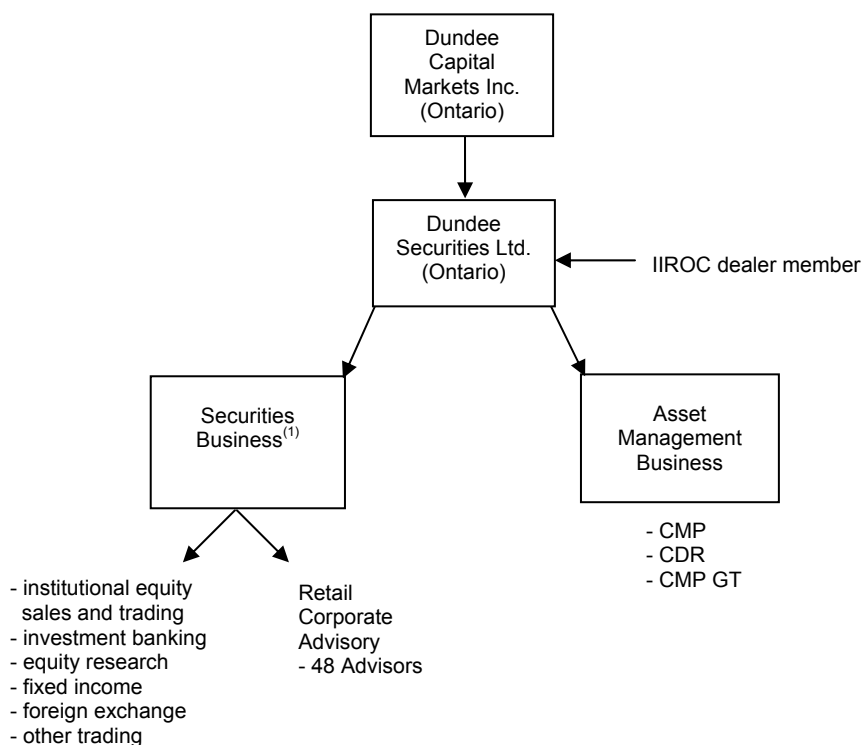 Dundee
Capital
Markets Inc.
(Ontario)
Dundee
Securities Ltd.
(Ontario)
IIROC dealer member
Securities
Business(1)
Asset
Management
Business
- CMP
- CDR
- CMP GT
- institutional equity
sales and trading
- investment banking
- equity research
- fixed income
- foreign exchange
- other trading
Retail
Corporate
Advisory
- 48 Advisors